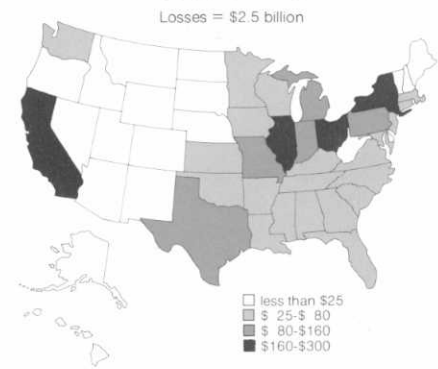 Losses = $2.5 billion
less than $25
$ 25-$ 80
$ 80-$160
$160-$300